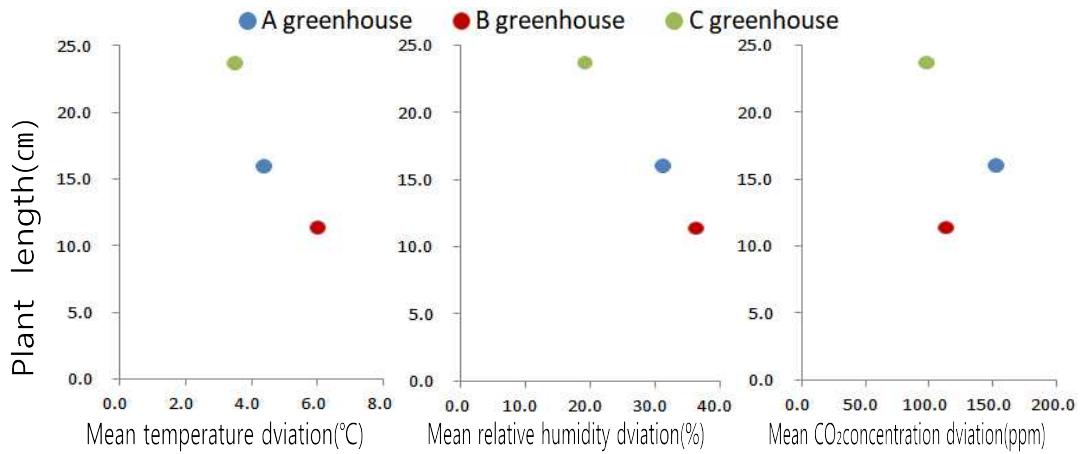 A greenhouse B greenhouse C greenhouse
Plant length(cm)
25.0
20.0
15.0
10.0
5.0
0.0
0.0 2.0 4.0 6.0 8.0
Mean temperature dviation(℃)
25.0
20.0
15.0
10.0
5.0
0.0
0.0 10.0 20.0 30.0 40.0
Mean relative humidity dviation(%)
25.0
20.0
15.0
10.0
5.0
0.0
0.0 50.0 100.0 150.0 200.0
Mean CO₂concentration dviation(ppm)